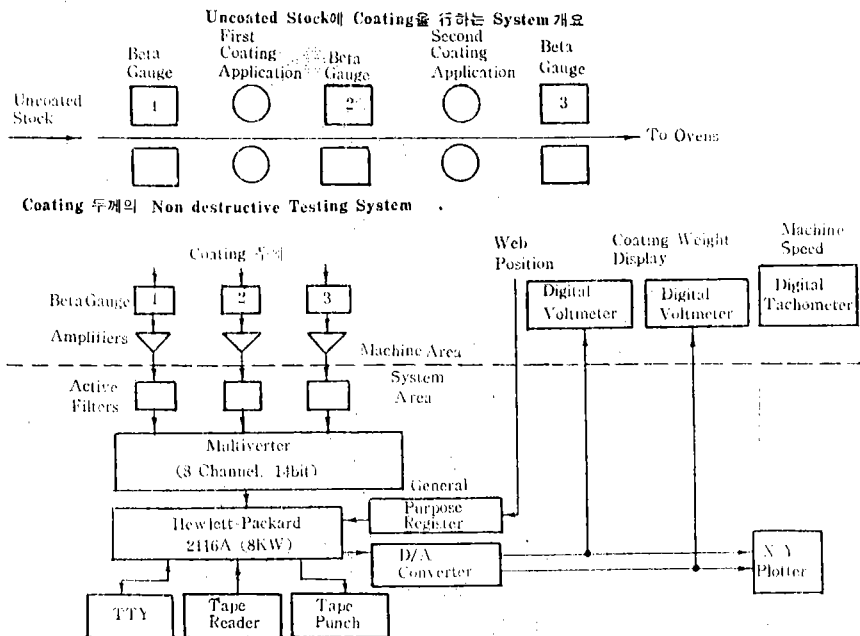 Uncoated Stock에 Coating을 行하는 System 개요
Beta Gauge
First Coating Application
Beta Gauge
Second Coating Application
Beta Gauge
Uncoated Stock
1
2
3
To Ovens
Coating 두께의 Non destructive Testing System
Coating 두께
Web Position
Coating Weight Display
Machine Speed
Beta Gauge
1
2
3
Digital Voltmeter
Digital Voltmeter
Digital Tachometer
Amplifiers
Machine Area
System Area
Active Filters
Multiverter
(8 Channel, 14bit)
General Purpose Register
Hewlett-Packard
2116A (8KW)
D/A Converter
X-Y Plotter
TTY
Tape Reader
Tape Punch